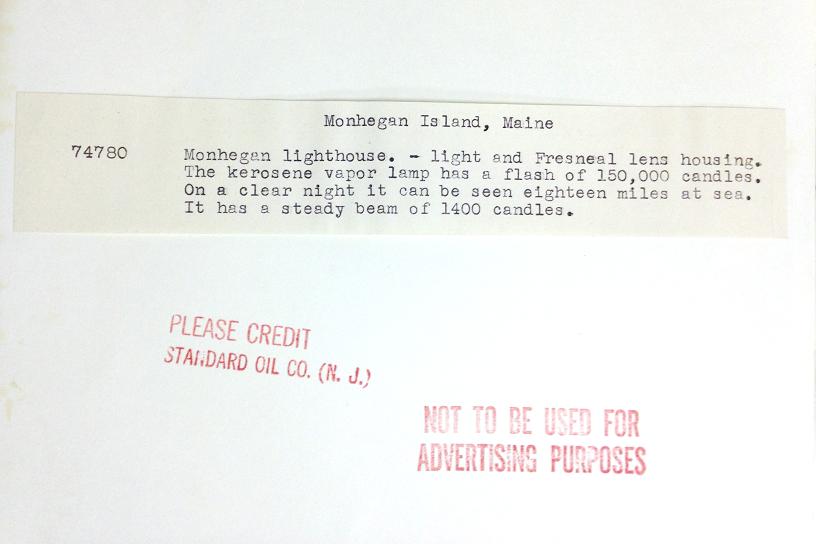 Monhegan Island, Maine
74780 Monhegan lighthouse. - light and Fresneal lens housing.
The kerosene vapor lamp has a flash of 150,000 candles.
On a clear night it can be seen eighteen miles at sea.
It has a steady beam of 1400 candles.
PLEASE CREDIT
STANDARD OIL CO. (N. J.)
NOT TO BE USED FOR
ADVERTISING PURPOSES